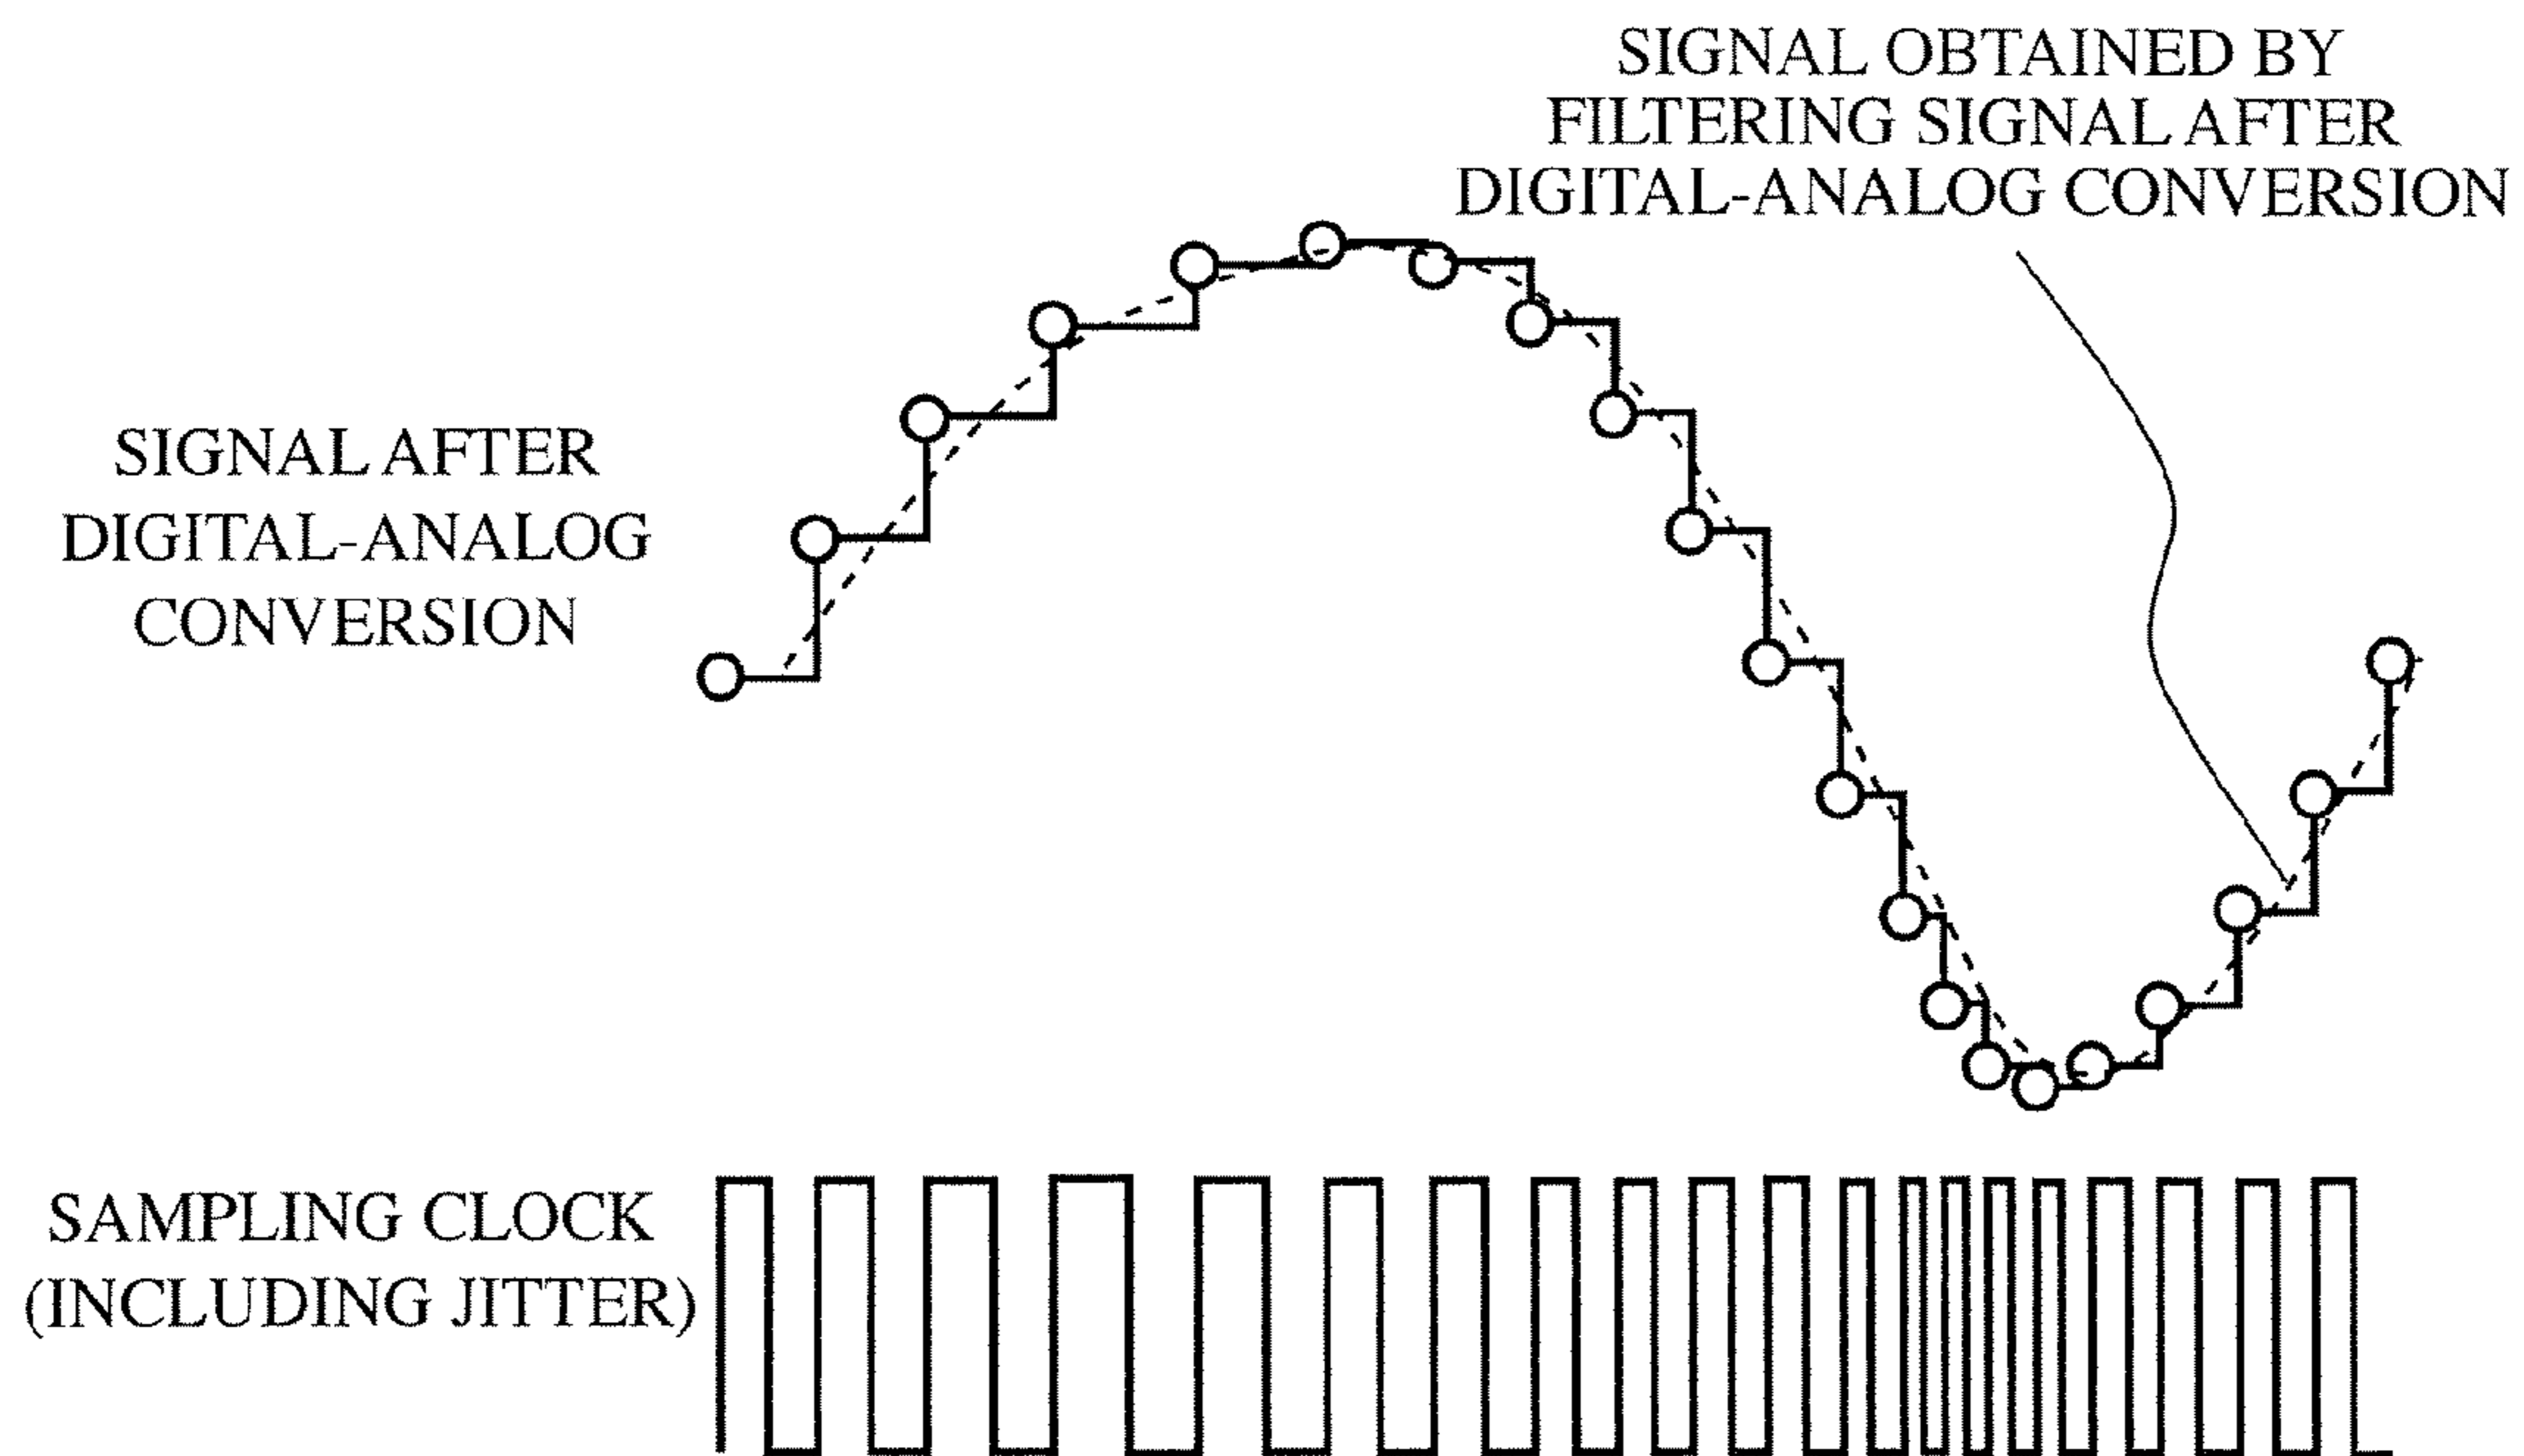 SIGNAL OBTAINED BY
FILTERING SIGNAL AFTER
DIGITAL-ANALOG CONVERSION
SIGNAL AFTER
DIGITAL-ANALOG
CONVERSION
SAMPLING CLOCK
(INCLUDING JITTER)